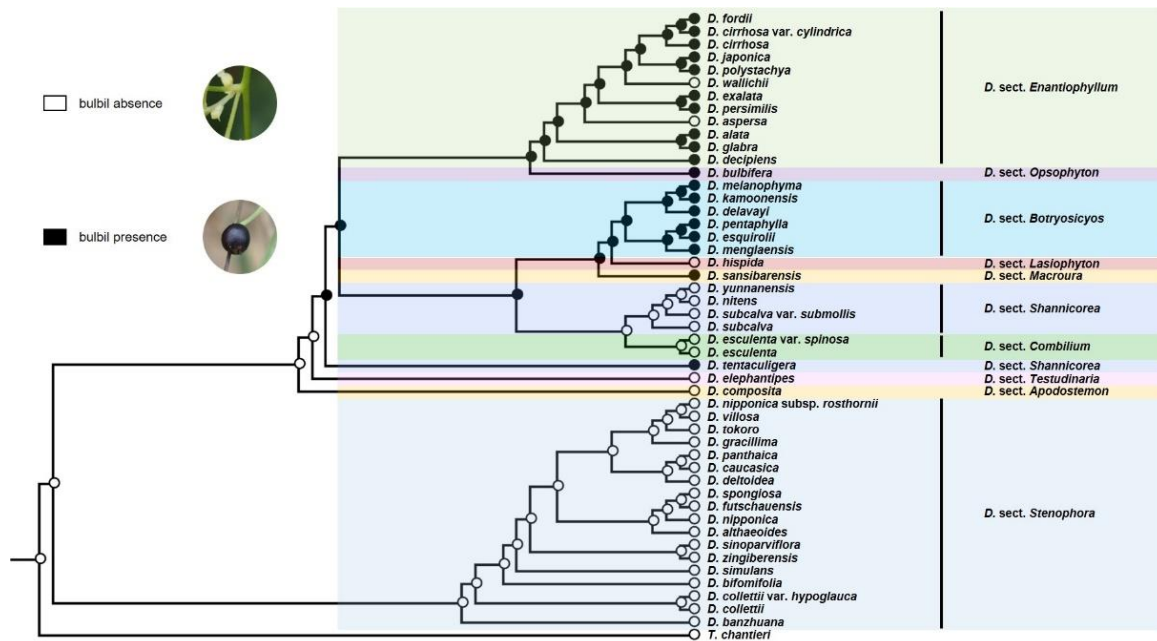 bulbil absence
bulbil presence
D. fordii
D. cirrhosa var. cylindrica
D. cirrhosa
D. japonica
D. polystachya
D. wallichii
D. exalata
D. persimilis
D. aspersa
D. alata
D. glabra
D. decipiens
D. sect. Enantiophyllum
D. bulbifera
D. sect. Opsophyton
D. melanophyma
D. kamoonensis
D. delavayi
D. pentaphylla
D. esquirolii
D. menglaensis
D. sect. Botryosicyos
D. hispida
D. sect. Lasiophyton
D. sansibarensis
D. sect. Macroura
D. yunnanensis
D. nitens
D. subcalva var. submollis
D. subcalva
D. sect. Shannicorea
D. esculenta var. spinosa
D. esculenta
D. sect. Combilium
D. tentaculigera
D. sect. Shannicorea
D. elephantipes
D. sect. Testudinaria
D. composita
D. sect. Apodostemon
D. nipponica subsp. rosthornii
D. villosa
D. tokoro
D. gracillima
D. panthaica
D. caucasica
D. deltoidea
D. spongiosa
D. futschauensis
D. nipponica
D. althaeoides
D. sinoparviflora
D. zingiberensis
D. simulans
D. bifomifolia
D. collettii var. hypoglauca
D. collettii
D. banzhuana
D. sect. Stenophora
T. chantieri